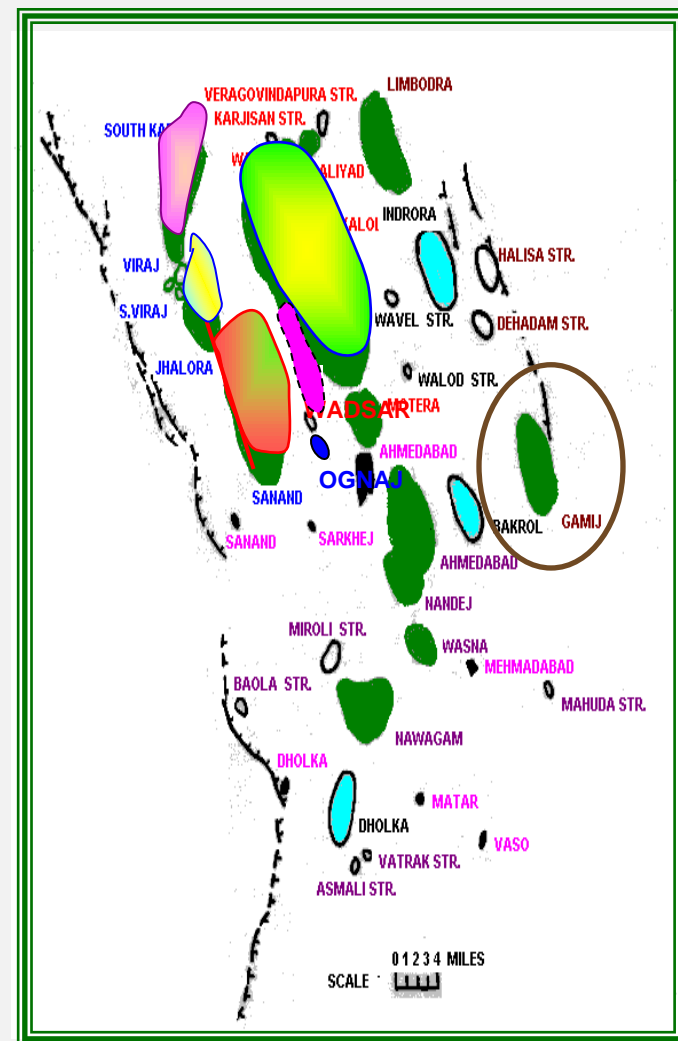 LIMBODRA
VERAGOVINDAPURA STR.
KARJISAN STR.
SOUTH
ALIYAD
INDRORA
KALOL
HALISA STR.
VIRAJ
S.VIRAJ
WAVEL STR.
DEHADAM STR.
JHALORA
WALOD STR.
WADSAR
MOTERA
AHMEDABAD
OGNAJ
SANAND
BAKROL
GAMIJ
SANAND
SARKHEJ
AHMEDABAD
NANDEJ
MIROLI STR.
WASNA
MEHMADABAD
BAOLA STR.
MAHUDA STR.
NAWAGAM
DHOLKA
MATAR
DHOLKA
VASO
VATRAK STR.
ASMALI STR.
0 1 2 3 4 MILES
SCALE